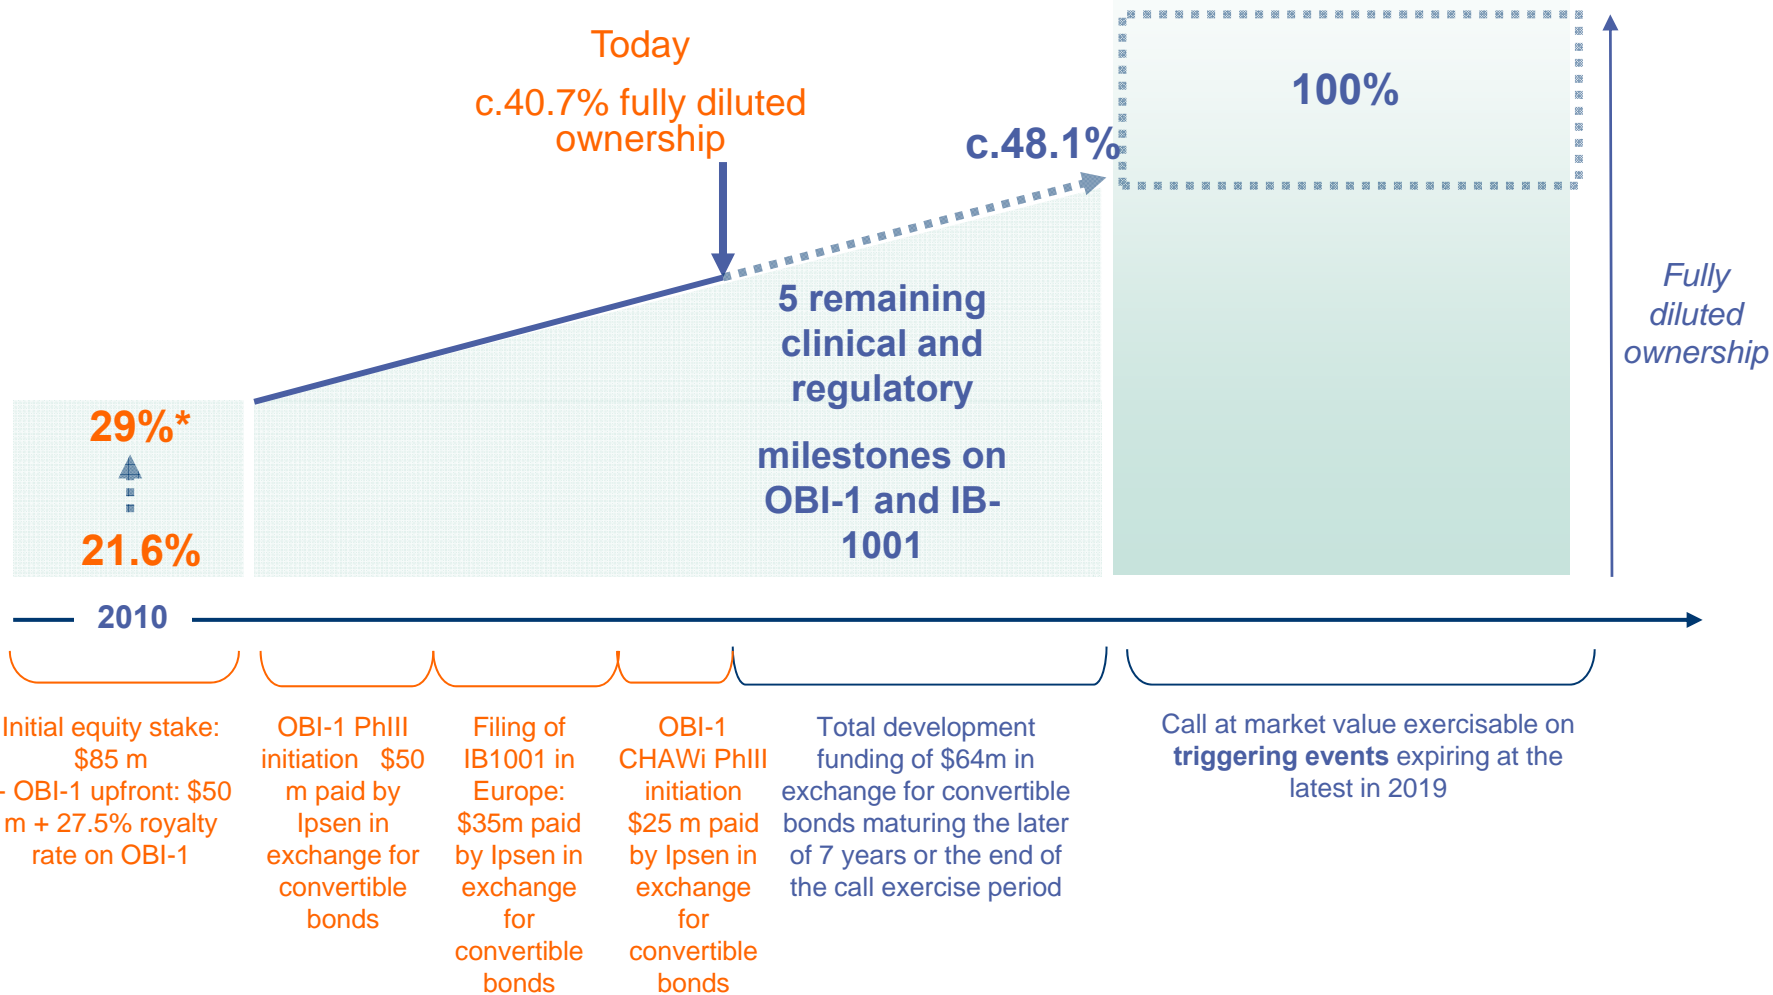 Today
c.40.7% fully diluted
ownership
c.48.1%
100%
Fully
diluted
ownership
5 remaining
clinical and
regulatory
milestones on
OBI-1 and IB-
1001
29%*
21.6%
2010
Initial equity stake:
$85 m
- OBI-1 upfront: $50
m + 27.5% royalty
rate on OBI-1
OBI-1 PhIII
initiation $50
m paid by
Ipsen in
exchange for
convertible
bonds
Filing of
IB1001 in
Europe:
$35m paid
by Ipsen in
exchange
for
convertible
bonds
OBI-1
CHAWi PhIII
initiation
$25 m paid
by Ipsen in
exchange
for
convertible
bonds
Total development
funding of $64m in
exchange for convertible
bonds maturing the later
of 7 years or the end of
the call exercise period
Call at market value exercisable on
triggering events expiring at the
latest in 2019